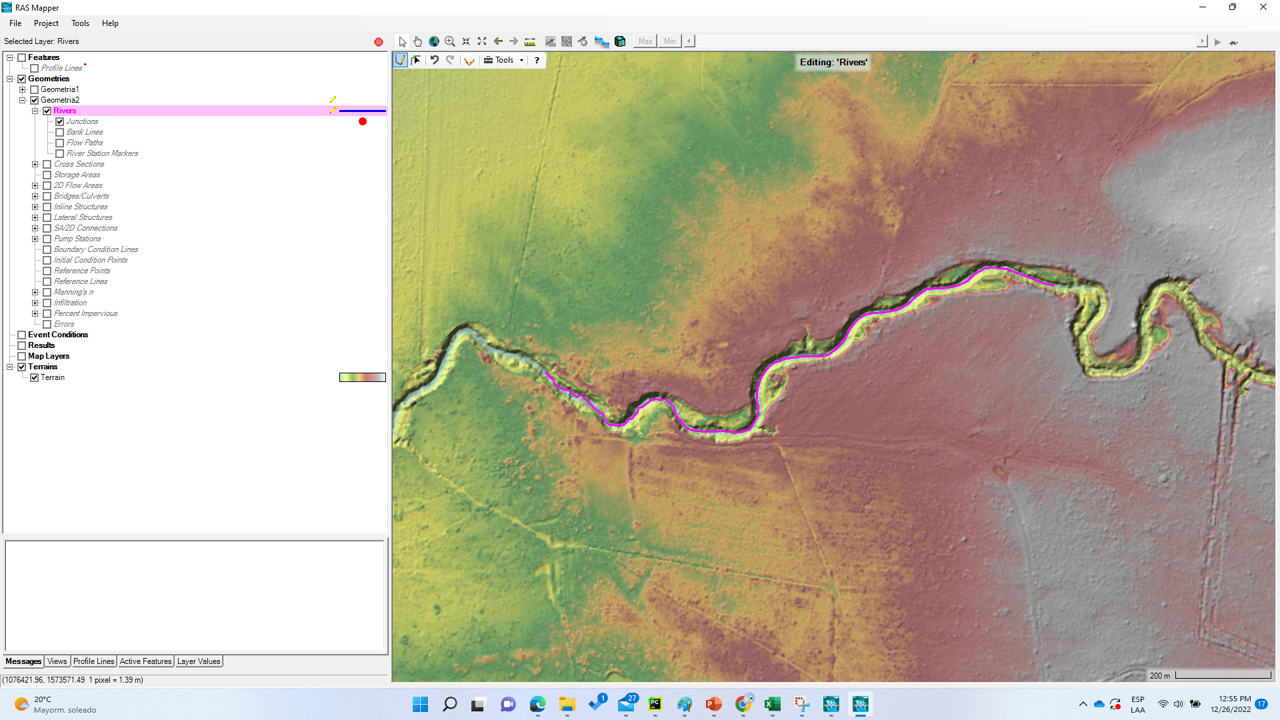 RAS Mapper
File Project Tools Help
Selected Layer: Rivers
Max Min
Features
Profile Lines *
Geometries
Geometria1
Geometria2
Rivers
Junctions
Bank Lines
Flow Paths
River Station Markers
Cross Sections
Storage Areas
2D Flow Areas
Bridges/Culverts
Inline Structures
Lateral Structures
SA/2D Connections
Pump Stations
Boundary Condition Lines
Initial Condition Points
Reference Points
Reference Lines
Manning's n
Infiltration
Percent Impervious
Errors
Event Conditions
Results
Map Layers
Terrains
Terrain
Tools ?
Editing: 'Rivers'
200 m
Messages Views Profile Lines Active Features Layer Values
(1076421.96, 1573571.49 1 pixel = 1.39 m)
20°C
Mayorm. soleado
1
27
ESP
LAA
12:55 PM
12/26/2022
17